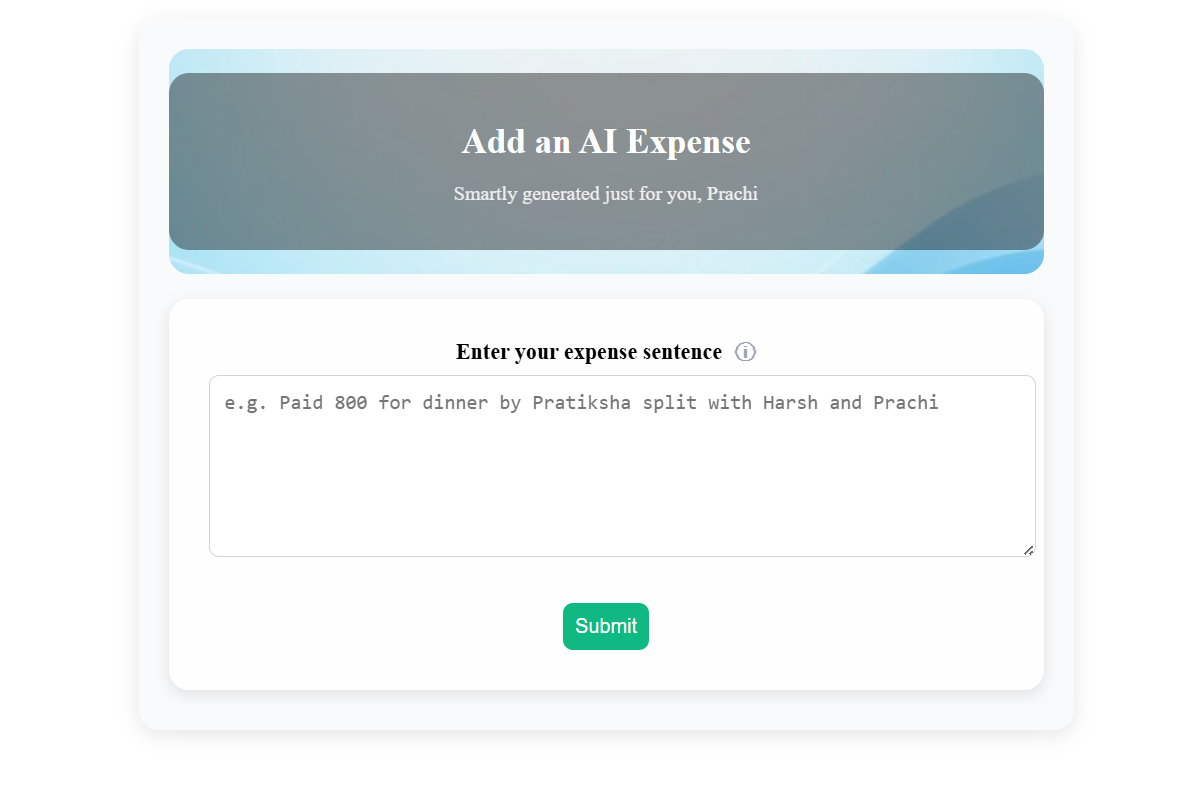 Add an AI Expense
Smartly generated just for you, Prachi
Enter your expense sentence ⓘ
e.g. Paid 800 for dinner by Pratiksha split with Harsh and Prachi
Submit